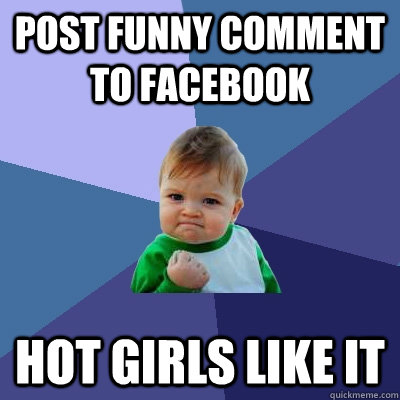 POST FUNNY COMMENT
TO FACEBOOK
HOT GIRLS LIKE IT
quickmeme.com